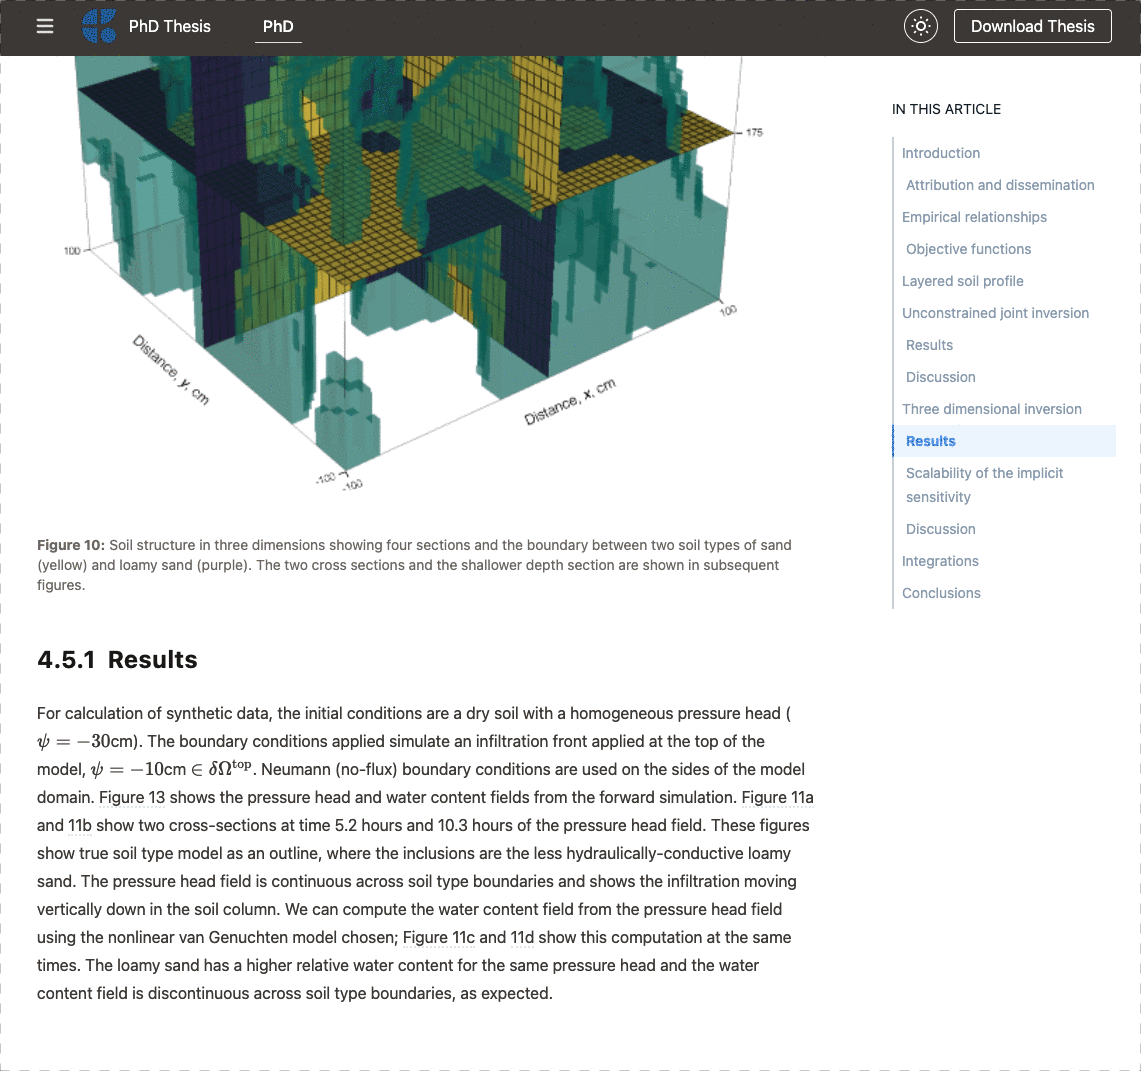 PhD Thesis
PhD
Download Thesis
175
100
100
Distance, y, cm
Distance, x, cm
-100
-100
IN THIS ARTICLE
Introduction
Attribution and dissemination
Empirical relationships
Objective functions
Layered soil profile
Unconstrained joint inversion
Results
Discussion
Three dimensional inversion
Results
Scalability of the implicit
sensitivity
Discussion
Integrations
Conclusions
Figure 10: Soil structure in three dimensions showing four sections and the boundary between two soil types of sand
(yellow) and loamy sand (purple). The two cross sections and the shallower depth section are shown in subsequent
figures.
4.5.1 Results
For calculation of synthetic data, the initial conditions are a dry soil with a homogeneous pressure head (
ψ = −30cm). The boundary conditions applied simulate an infiltration front applied at the top of the
model, ψ = −10cm ∈ δΩ^top. Neumann (no-flux) boundary conditions are used on the sides of the model
domain. Figure 13 shows the pressure head and water content fields from the forward simulation. Figure 11a
and 11b show two cross-sections at time 5.2 hours and 10.3 hours of the pressure head field. These figures
show true soil type model as an outline, where the inclusions are the less hydraulically-conductive loamy
sand. The pressure head field is continuous across soil type boundaries and shows the infiltration moving
vertically down in the soil column. We can compute the water content field from the pressure head field
using the nonlinear van Genuchten model chosen; Figure 11c and 11d show this computation at the same
times. The loamy sand has a higher relative water content for the same pressure head and the water
content field is discontinuous across soil type boundaries, as expected.